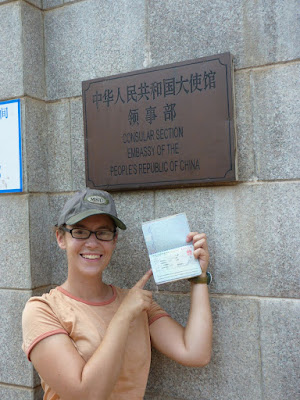 中华人民共和国大使馆
领事部
CONSULAR SECTION
EMBASSY OF THE
PEOPLE'S REPUBLIC OF CHINA
间